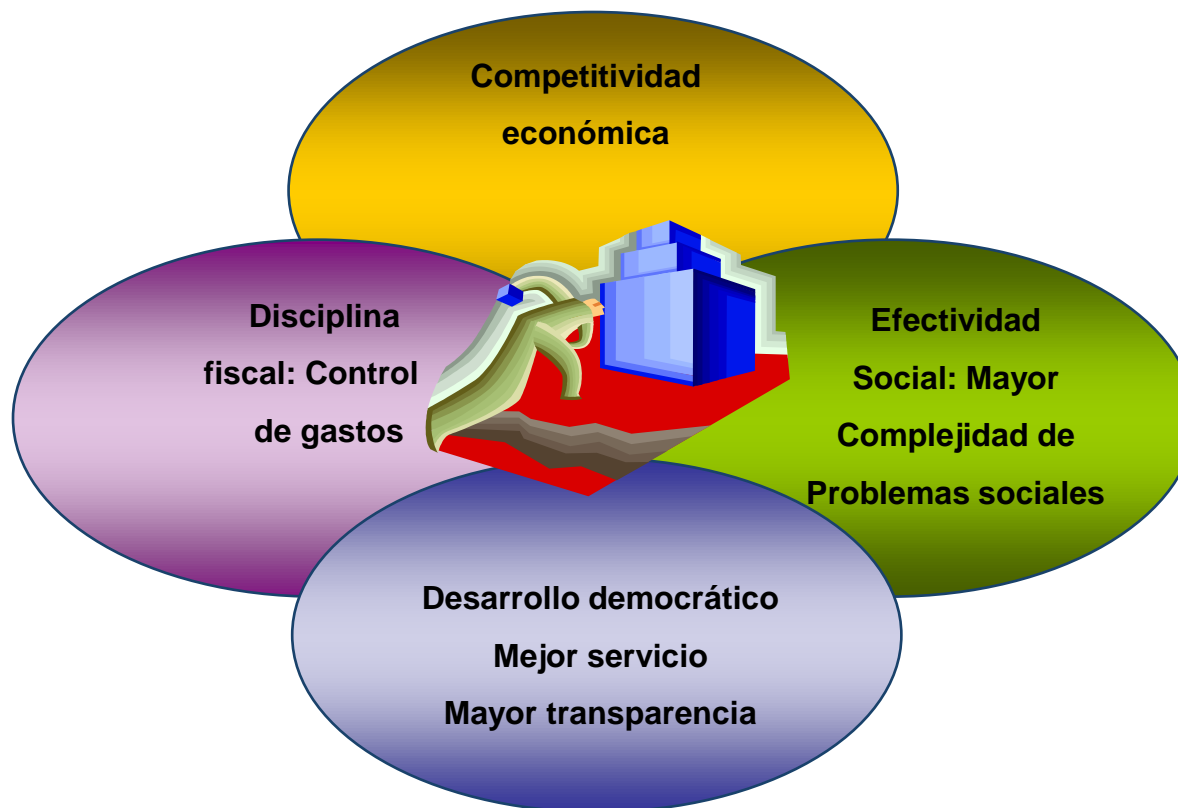 Competitividad
económica
Disciplina
fiscal: Control
de gastos
Efectividad
Social: Mayor
Complejidad de
Problemas sociales
Desarrollo democrático
Mejor servicio
Mayor transparencia